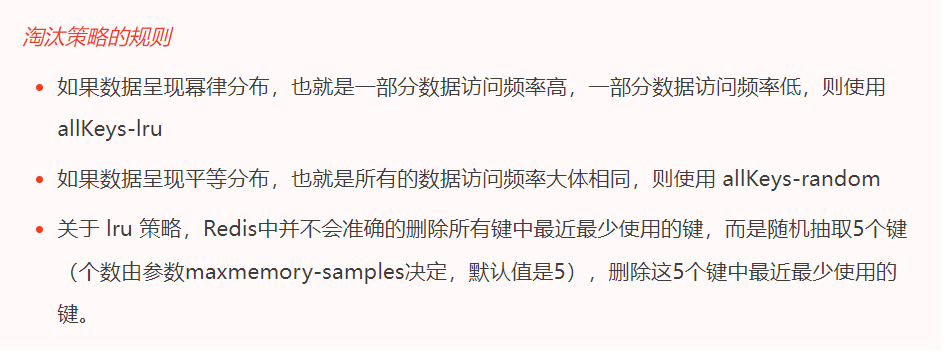 淘汰策略的规则
如果数据呈现幂律分布，也就是一部分数据访问频率高，一部分数据访问频率低，则使用
allKeys-lru
如果数据呈现平等分布，也就是所有的数据访问频率大体相同，则使用 allKeys-random
关于 lru 策略，Redis中并不会准确的删除所有键中最近最少使用的键，而是随机抽取5个键
（个数由参数maxmemory-samples决定，默认值是5），删除这5个键中最近最少使用的
键。